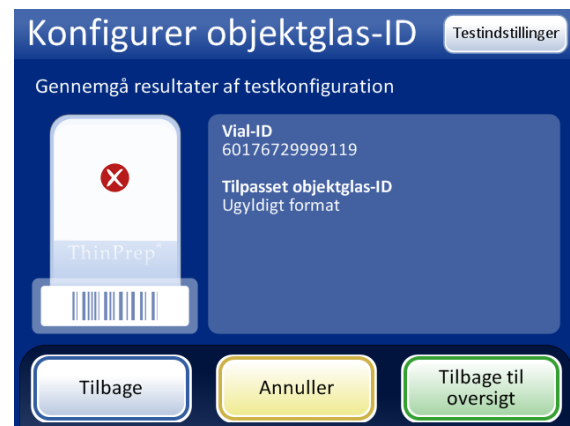 Konfigurer objektglas-ID
Testindstillinger
Gennemgå resultater af testkonfiguration
Vial-ID
60176729999119
Tilpasset objektglas-ID
Ugyldigt format
ThinPrep®
Tilbage
Annuller
Tilbage til
oversigt